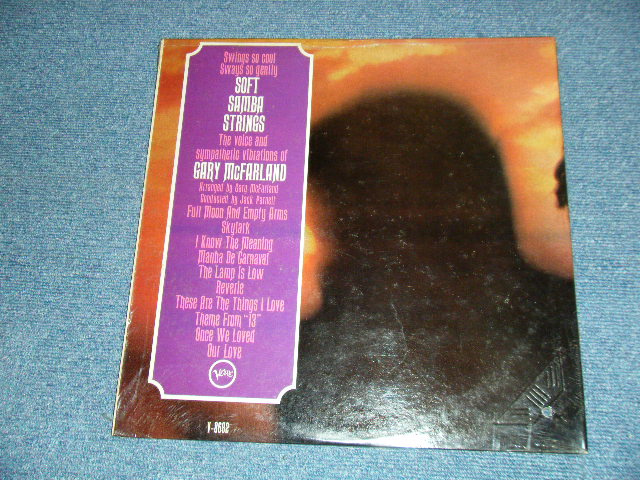 Swings so cool
Sways so gently
SOFT
SAMBA
STRINGS
The voice and
sympathetic vibrations of
GARY McFARLAND
Arranged by Gary McFarland
Conducted by Jack Parnell
Full Moon And Empty Arms
Skylark
I Know The Meaning
Manha De Carnaval
The Lamp Is Low
Reverie
These Are The Things I Love
Theme From "13"
Once We Loved
Our Love
Verve
V-8682